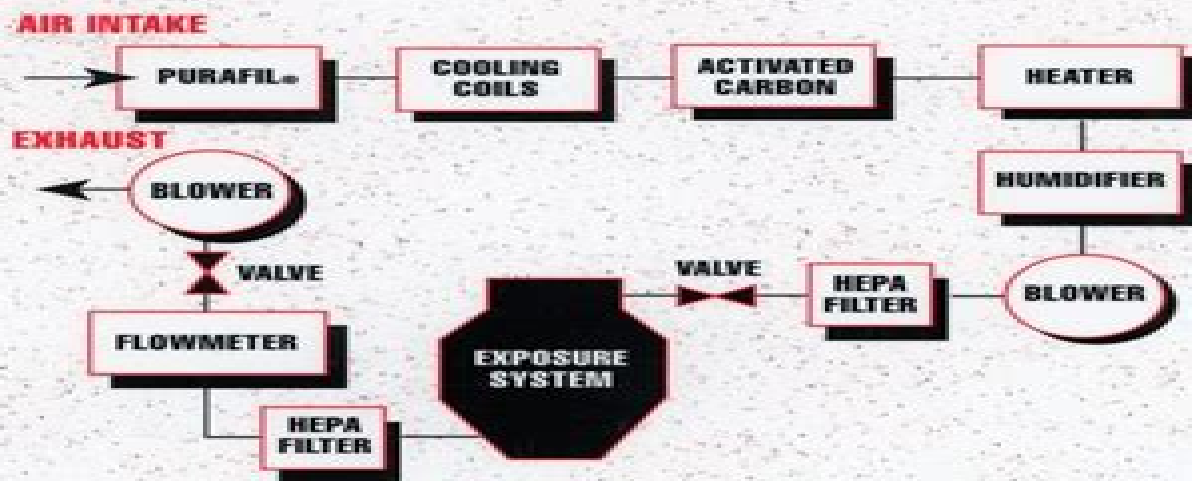 AIR INTAKE
PURAFIL®
COOLING
COILS
ACTIVATED
CARBON
HEATER
EXHAUST
BLOWER
HUMIDIFIER
VALVE
VALVE
HEPA
FILTER
BLOWER
FLOWMETER
EXPOSURE
SYSTEM
HEPA
FILTER